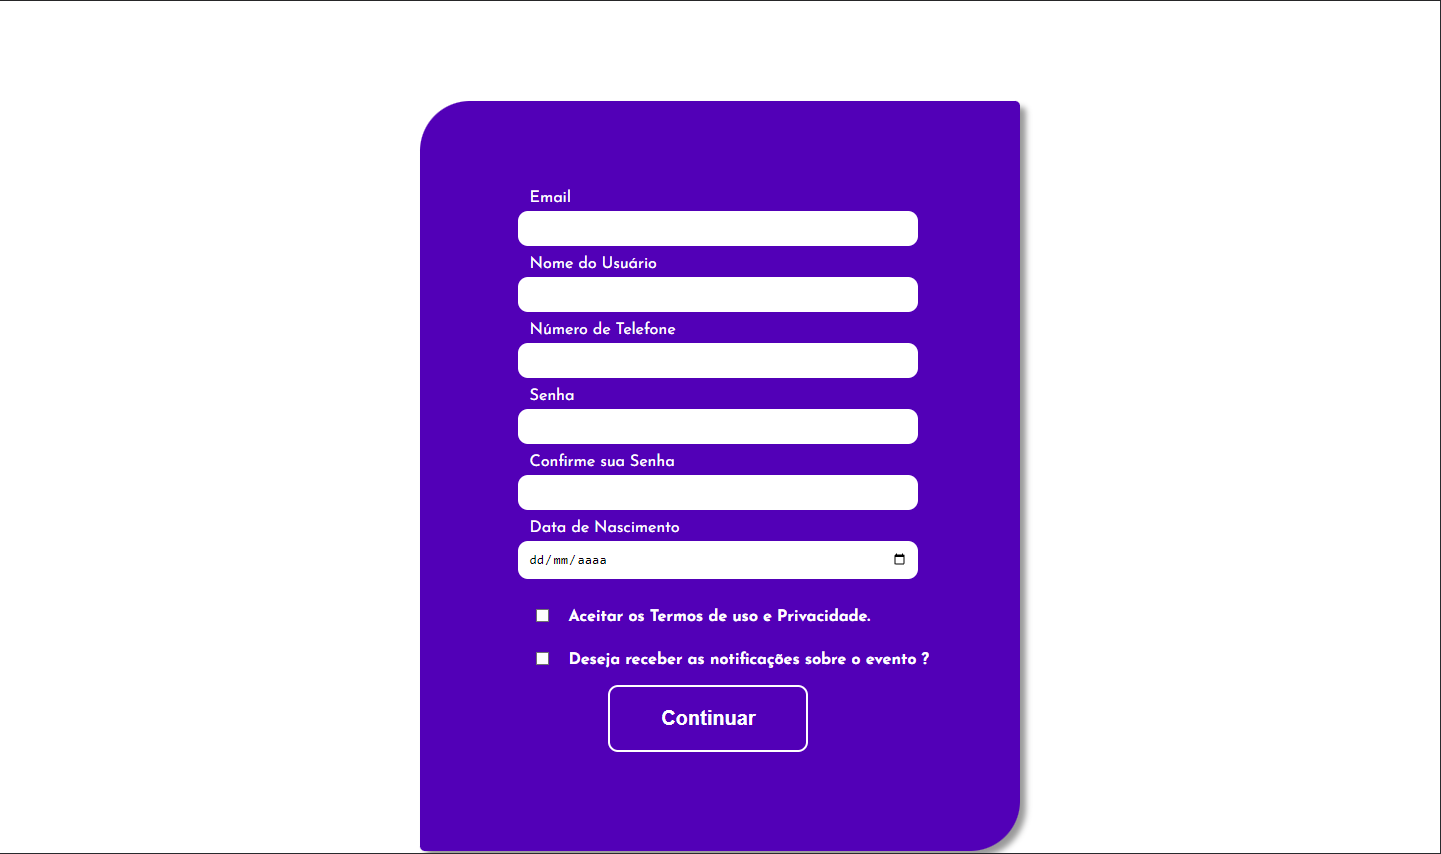 Email
Nome do Usuário
Número de Telefone
Senha
Confirme sua Senha
Data de Nascimento
dd/mm/aaaa
Aceitar os Termos de uso e Privacidade.
Deseja receber as notificações sobre o evento ?
Continuar